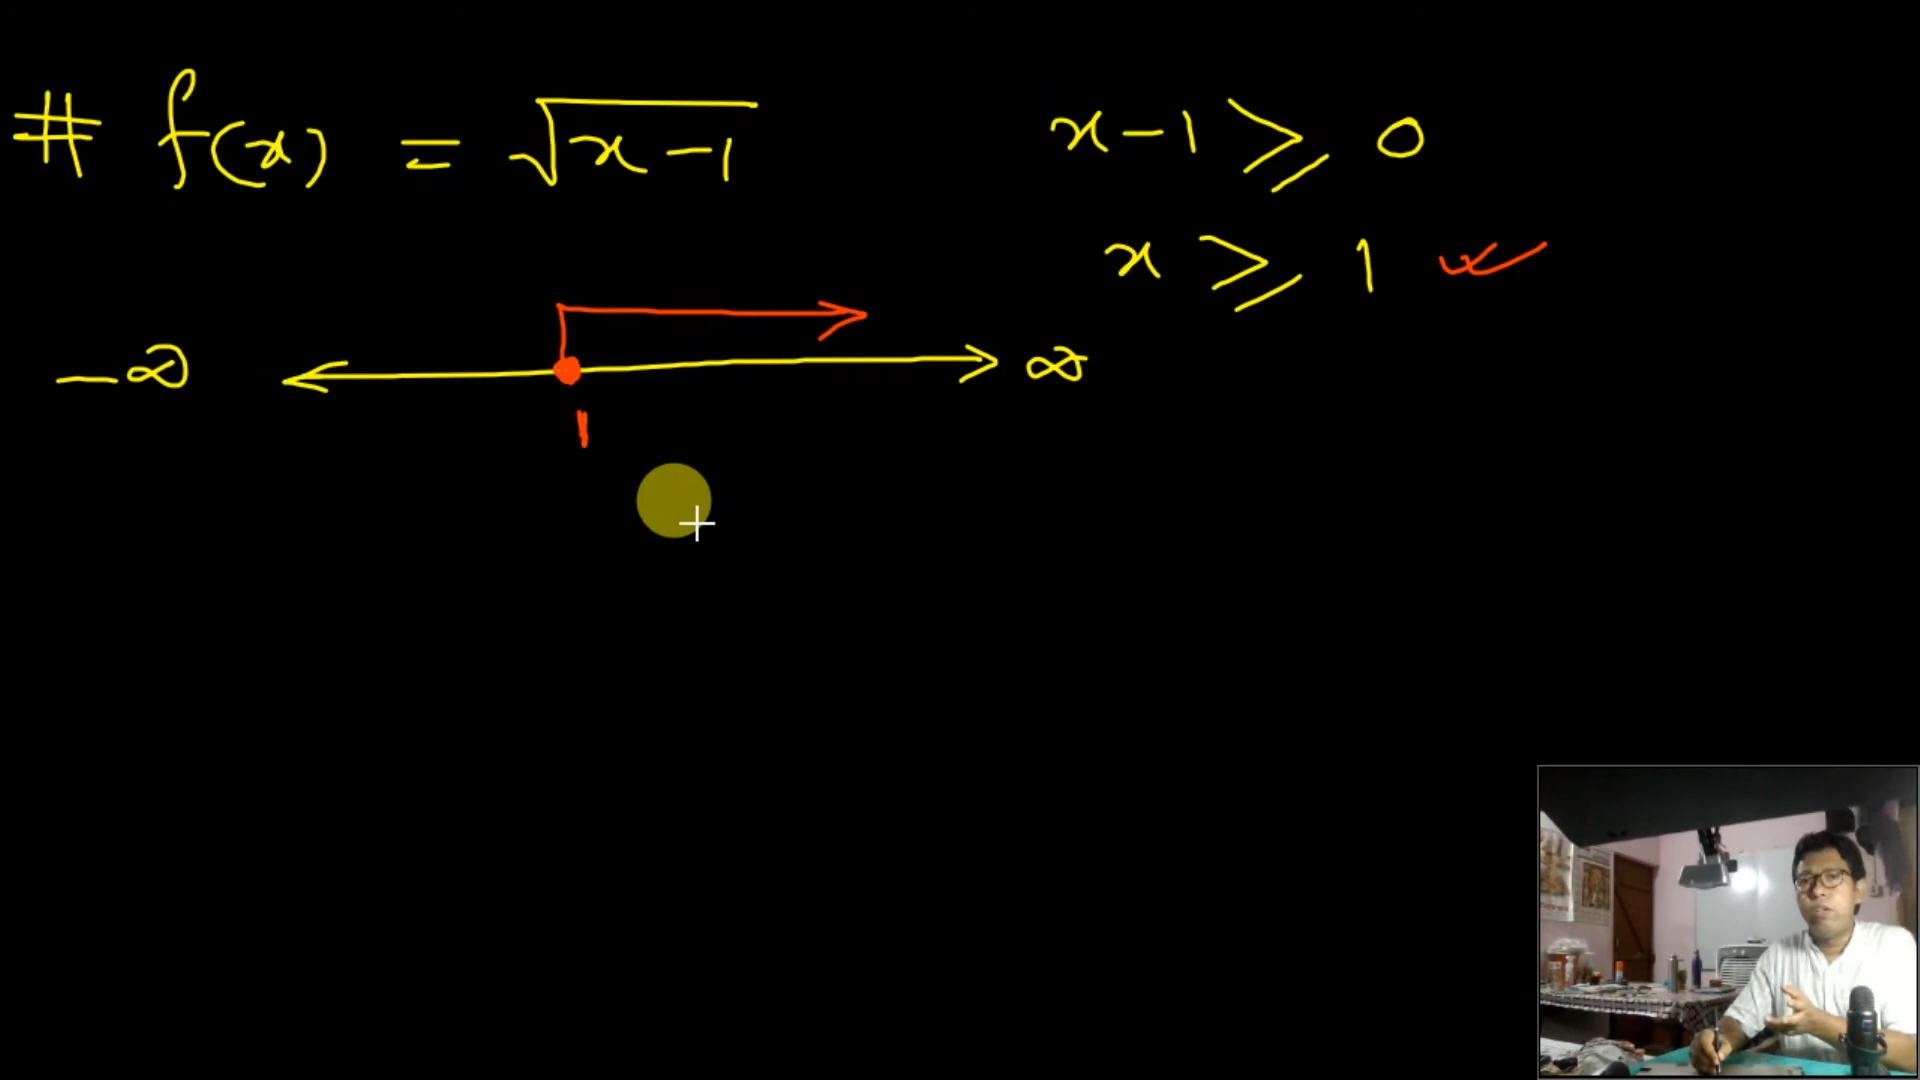 # f(x) = √(x-1)
x-1 ⩾ 0
x ⩾ 1
-∞ ∞
1